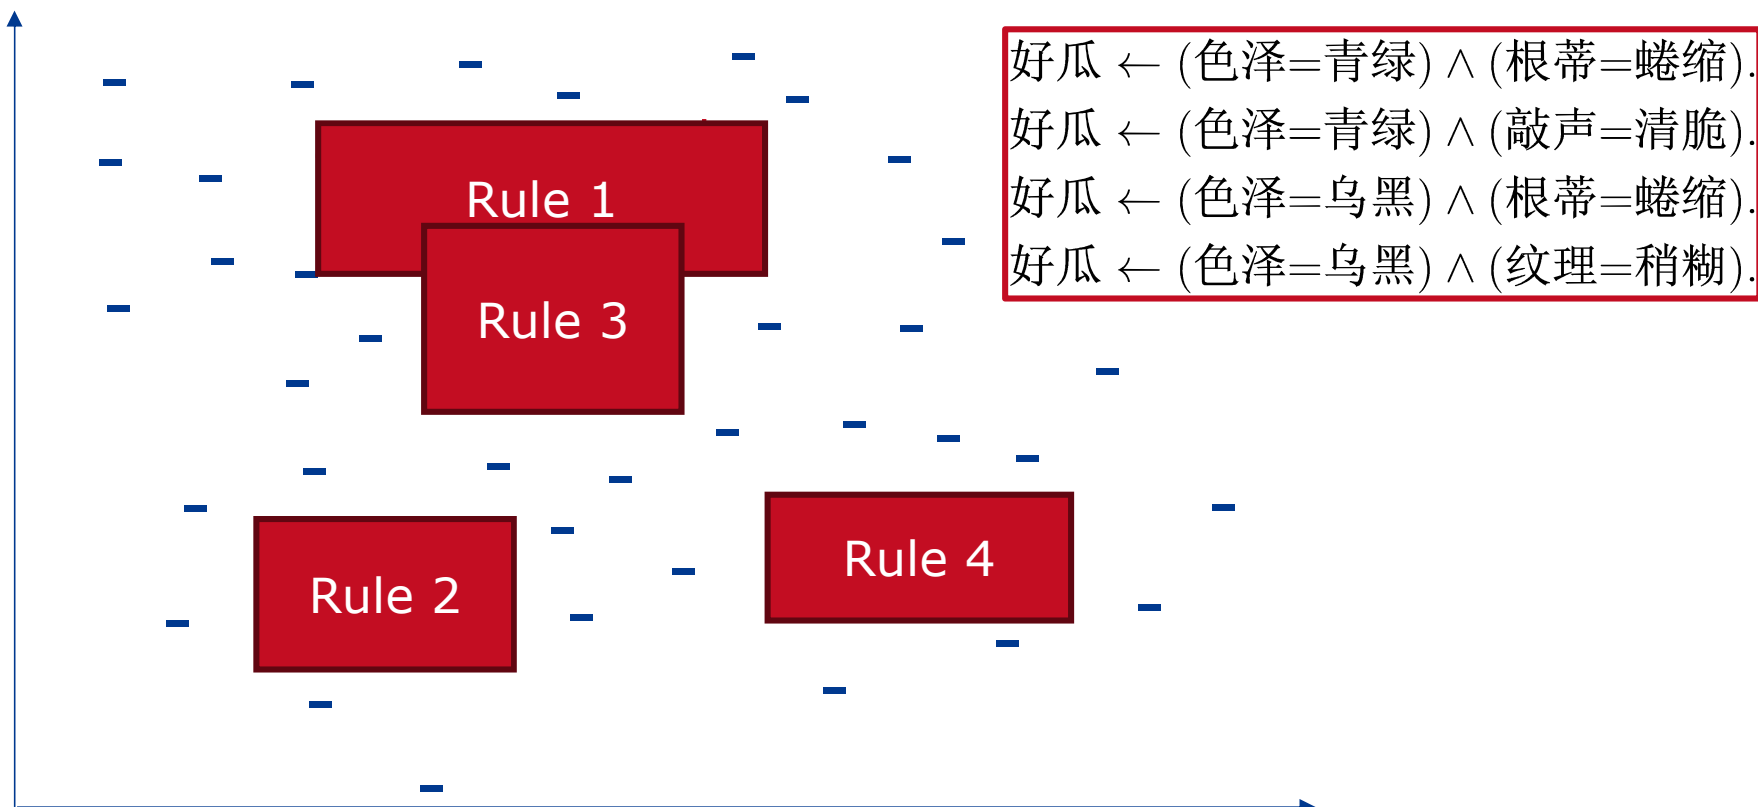 好瓜 ← (色泽=青绿) ∧ (根蒂=蜷缩).
好瓜 ← (色泽=青绿) ∧ (敲声=清脆).
好瓜 ← (色泽=乌黑) ∧ (根蒂=蜷缩).
好瓜 ← (色泽=乌黑) ∧ (纹理=稍糊).
Rule 1
Rule 3
Rule 4
Rule 2